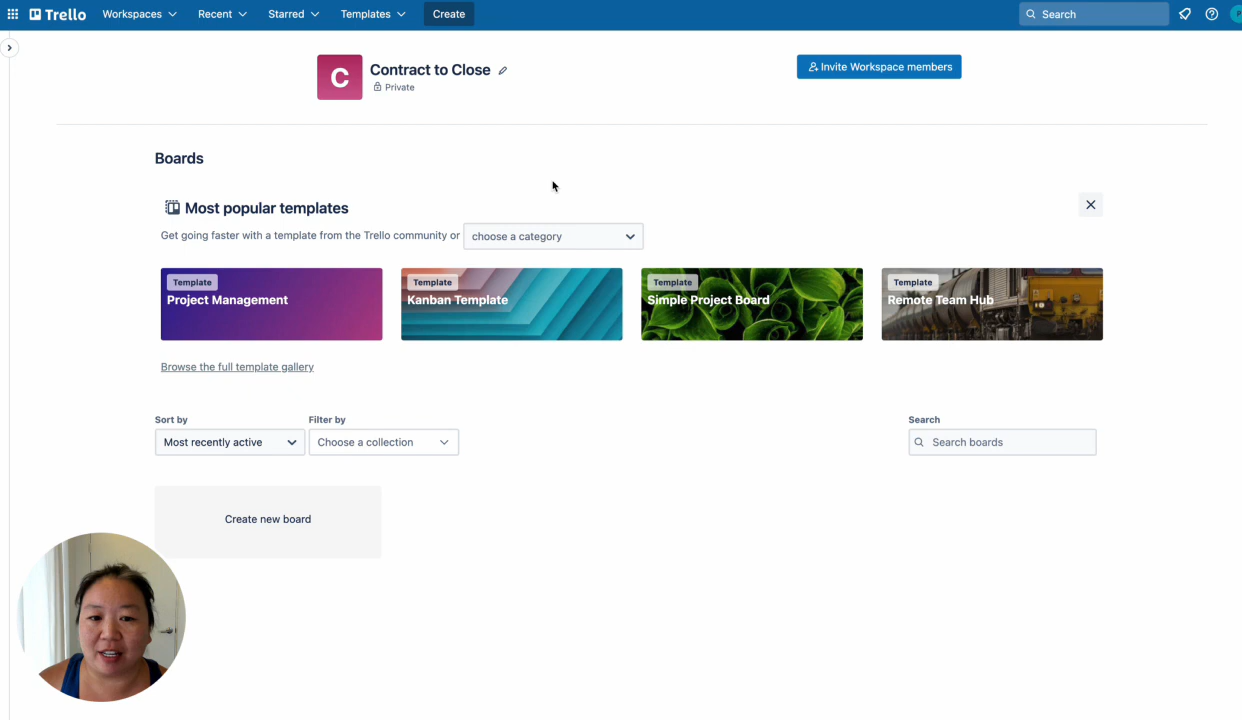 Trello Workspaces Recent Starred Templates Create Search
C
Contract to Close
Private
Invite Workspace members
Boards
Most popular templates
Get going faster with a template from the Trello community or choose a category
Template
Project Management
Template
Kanban Template
Template
Simple Project Board
Template
Remote Team Hub
Browse the full template gallery
Sort by Filter by Search
Most recently active Choose a collection Search boards
Create new board